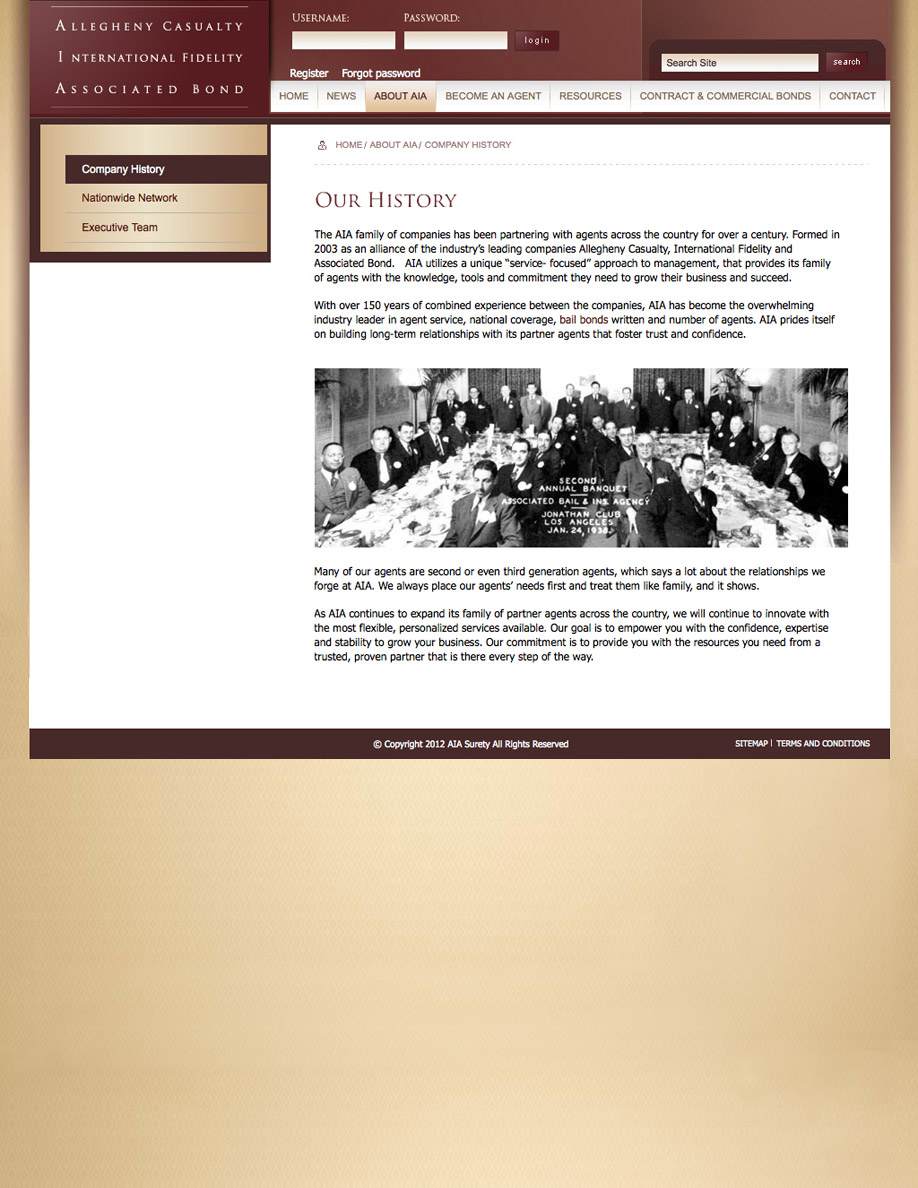 ALLEGHENY CASUALTY
INTERNATIONAL FIDELITY
ASSOCIATED BOND
USERNAME:
PASSWORD:
login
Register Forgot password
Search Site
search
HOME NEWS ABOUT AIA BECOME AN AGENT RESOURCES CONTRACT & COMMERCIAL BONDS CONTACT
Company History
Nationwide Network
Executive Team
HOME / ABOUT AIA / COMPANY HISTORY
OUR HISTORY
The AIA family of companies has been partnering with agents across the country for over a century. Formed in
2003 as an alliance of the industry’s leading companies Allegheny Casualty, International Fidelity and
Associated Bond. AIA utilizes a unique “service- focused” approach to management, that provides its family
of agents with the knowledge, tools and commitment they need to grow their business and succeed.
With over 150 years of combined experience between the companies, AIA has become the overwhelming
industry leader in agent service, national coverage, bail bonds written and number of agents. AIA prides itself
on building long-term relationships with its partner agents that foster trust and confidence.
SECOND
ANNUAL BANQUET
ASSOCIATED BAIL & INS. AGENCY
JONATHAN CLUB
LOS ANGELES
JAN. 24, 1938.
Many of our agents are second or even third generation agents, which says a lot about the relationships we
forge at AIA. We always place our agents’ needs first and treat them like family, and it shows.
As AIA continues to expand its family of partner agents across the country, we will continue to innovate with
the most flexible, personalized services available. Our goal is to empower you with the confidence, expertise
and stability to grow your business. Our commitment is to provide you with the resources you need from a
trusted, proven partner that is there every step of the way.
© Copyright 2012 AIA Surety All Rights Reserved
SITEMAP | TERMS AND CONDITIONS